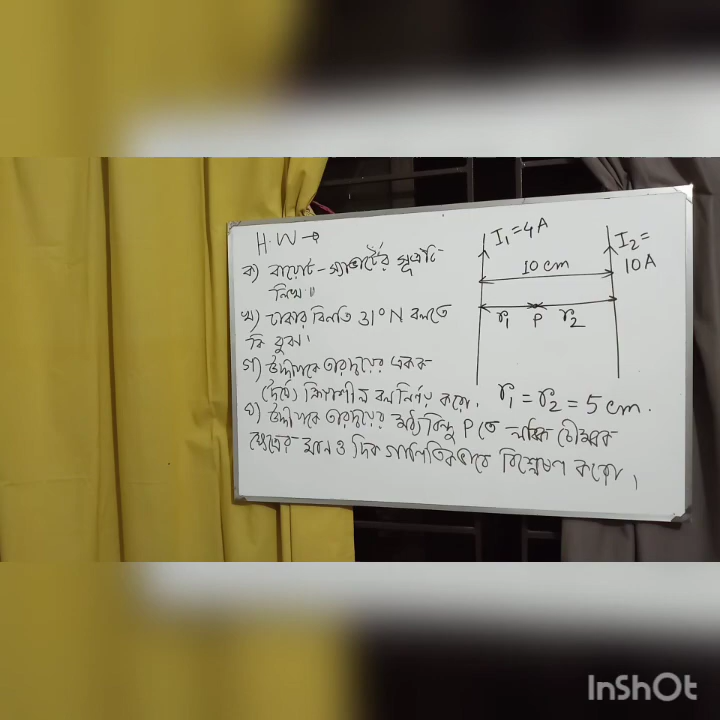 H.W →
ক) বায়োট-স্যাভার্টের সূত্রটি
লিখ।
খ) ঢাকার বিনতি 31° N বলতে
কি বুঝ।
গ) উদ্দীপকে তারদ্বয়ের একক
দৈর্ঘ্যে ক্রিয়াশীল বল নির্ণয় করো।
ঘ) উদ্দীপকে তারদ্বয়ের মধ্যবিন্দু P তে লব্ধি চৌম্বক
ক্ষেত্রের মান ও দিক গাণিতিকভাবে বিশ্লেষণ করো।
I₁=4A
I₂=
10A
10 cm
r₁ P r₂
r₁ = r₂ = 5 cm.
InShOt